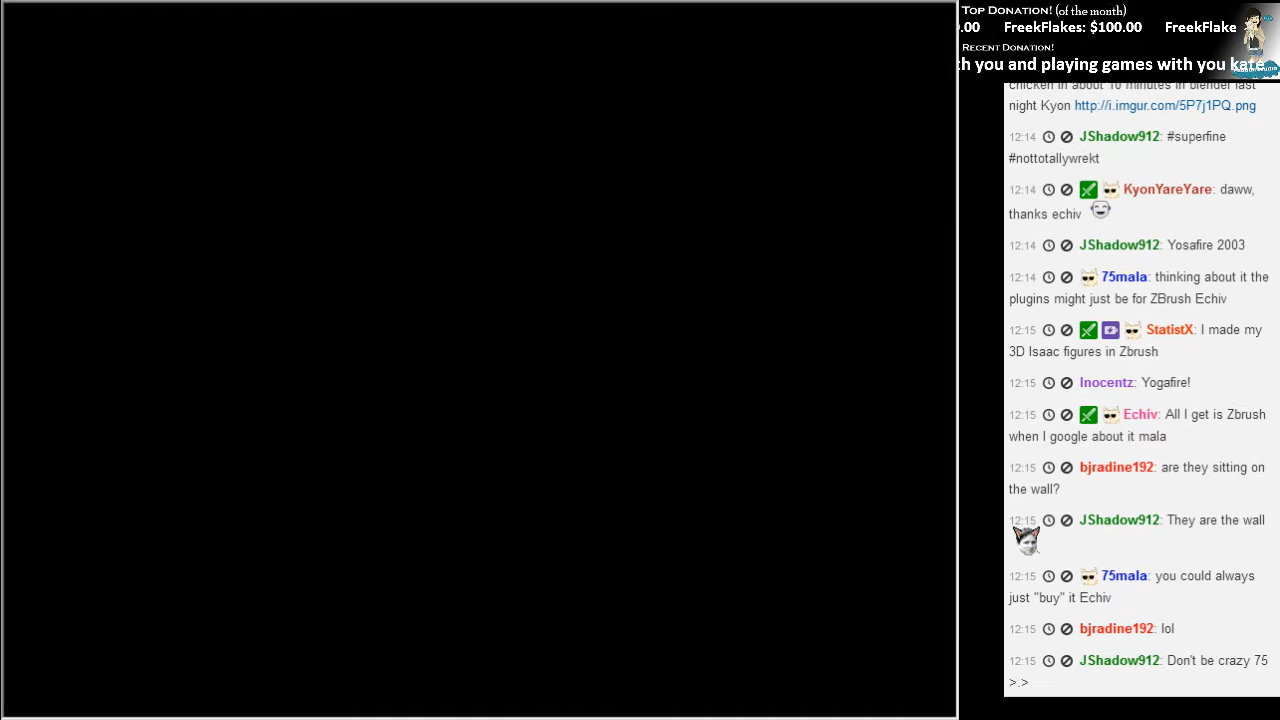 TOP DONATION! (of the month)
.00 FreekFlakes: $100.00 FreekFlake
RECENT DONATION!
h you and playing games with you kate
chicken in about 10 minutes in blender last
night Kyon http://i.imgur.com/5P7j1PQ.png
12:14 JShadow912: #superfine
#nottotallywrekt
12:14 KyonYareYare: daww,
thanks echiv
12:14 JShadow912: Yosafire 2003
12:14 75mala: thinking about it the
plugins might just be for ZBrush Echiv
12:15 StatistX: I made my
3D Isaac figures in Zbrush
12:15 Inocentz: Yogafire!
12:15 Echiv: All I get is Zbrush
when I google about it mala
12:15 bjradine192: are they sitting on
the wall?
12:15 JShadow912: They are the wall
12:15 75mala: you could always
just "buy" it Echiv
12:15 bjradine192: lol
12:15 JShadow912: Don't be crazy 75
>.>